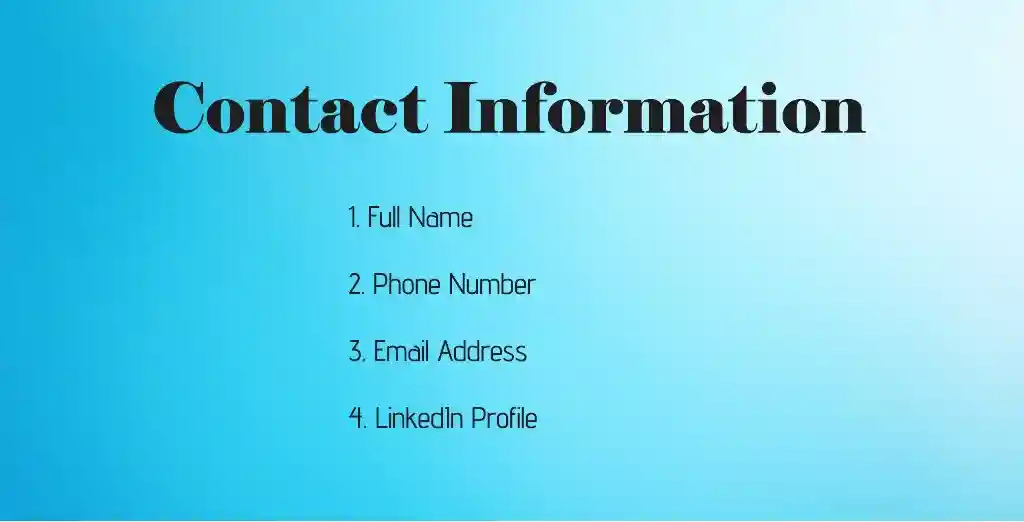 Contact Information
1. Full Name
2. Phone Number
3. Email Address
4. LinkedIn Profile